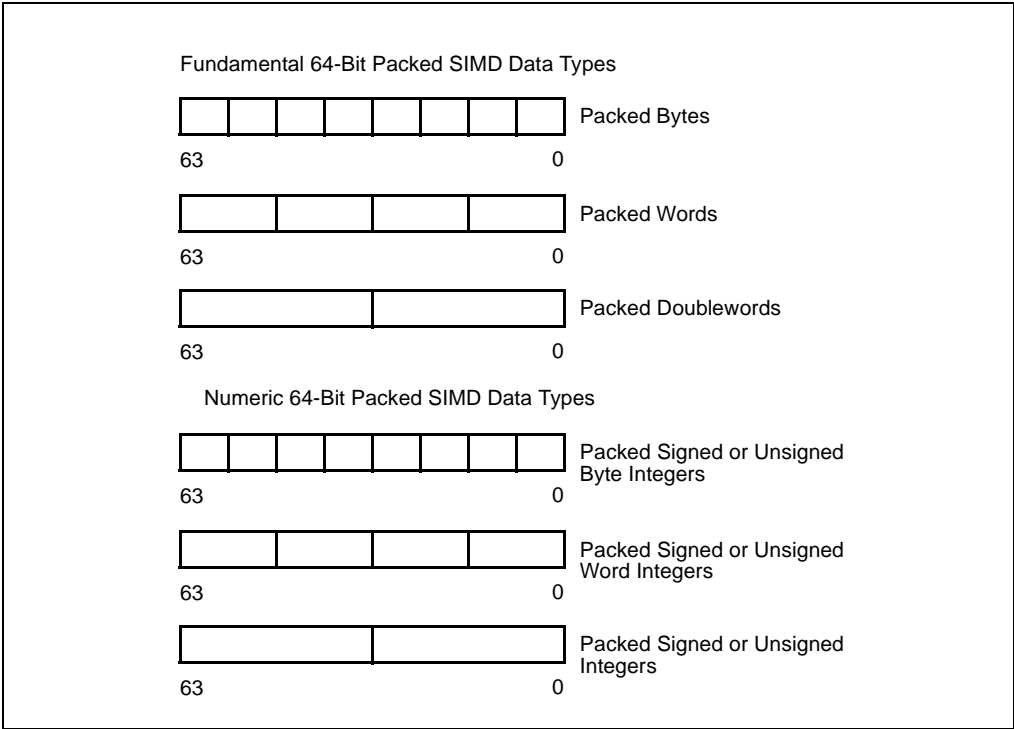 Fundamental 64-Bit Packed SIMD Data Types
Packed Bytes
63 0
Packed Words
63 0
Packed Doublewords
63 0
Numeric 64-Bit Packed SIMD Data Types
Packed Signed or Unsigned
Byte Integers
63 0
Packed Signed or Unsigned
Word Integers
63 0
Packed Signed or Unsigned
Integers
63 0